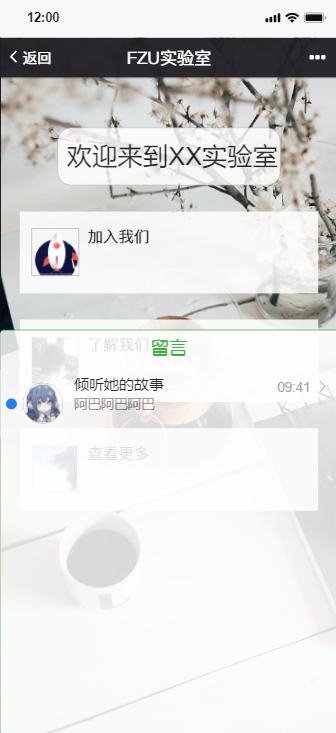 12:00
返回
FZU实验室
欢迎来到XX实验室
加入我们
了解我们
留言
倾听她的故事
09:41
阿巴阿巴阿巴
查看更多